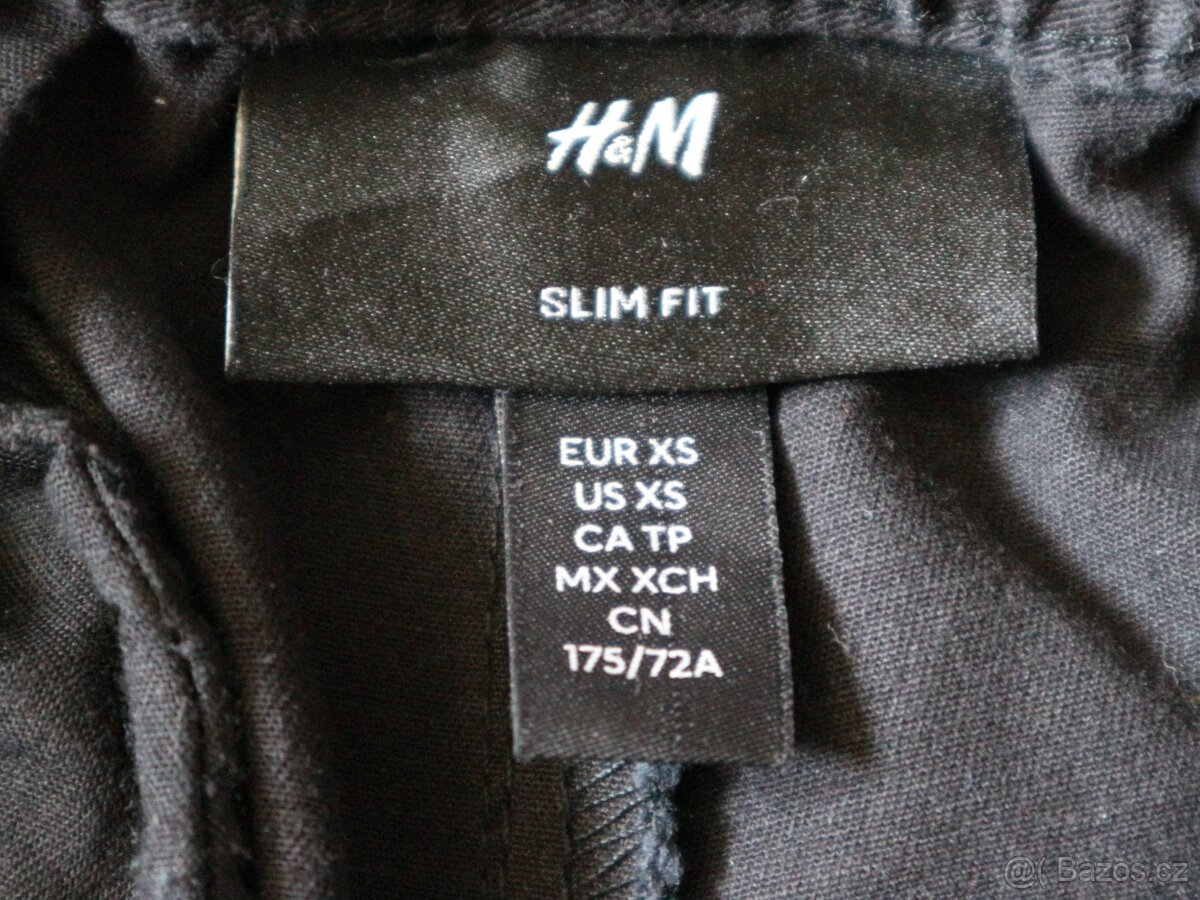 H&M
SLIM FIT
EUR XS
US XS
CA TP
MX XCH
CN
175/72A
@( Bazos.cz